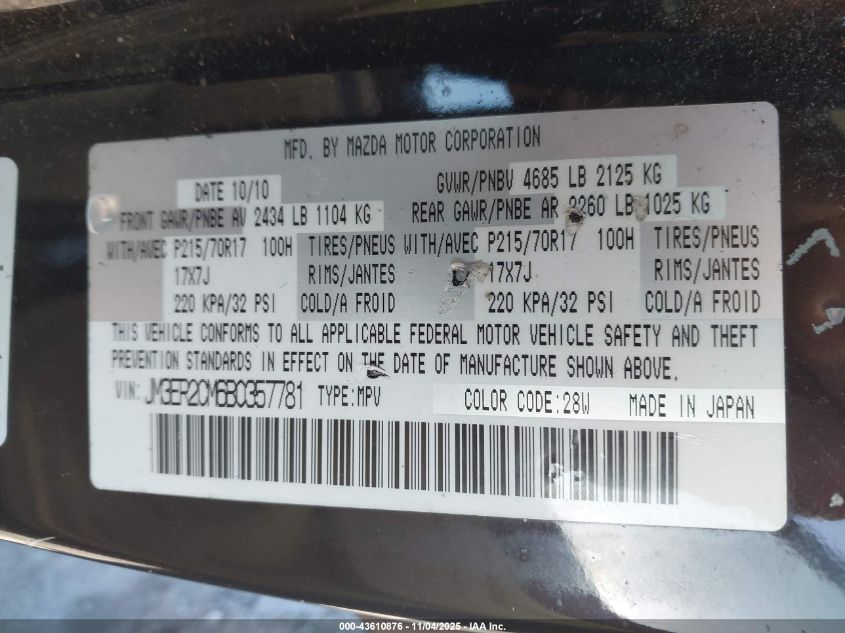 MFD. BY MAZDA MOTOR CORPORATION
DATE 10/10 GVWR/PNBV 4685 LB 2125 KG
FRONT GAWR/PNBE AV 2434 LB 1104 KG REAR GAWR/PNBE AR 2260 LB 1025 KG
WITH/AVEC P215/70R17 100H TIRES/PNEUS WITH/AVEC P215/70R17 100H TIRES/PNEUS
17X7J RIMS/JANTES 17X7J RIMS/JANTES
220 KPA/32 PSI COLD/A FROID 220 KPA/32 PSI COLD/A FROID
THIS VEHICLE CONFORMS TO ALL APPLICABLE FEDERAL MOTOR VEHICLE SAFETY AND THEFT
PREVENTION STANDARDS IN EFFECT ON THE DATE OF MANUFACTURE SHOWN ABOVE.
VIN: JM3ER2CM6B0357781 TYPE:MPV COLOR CODE:28W MADE IN JAPAN
000-43610876 - 11/04/2025 - IAA Inc.